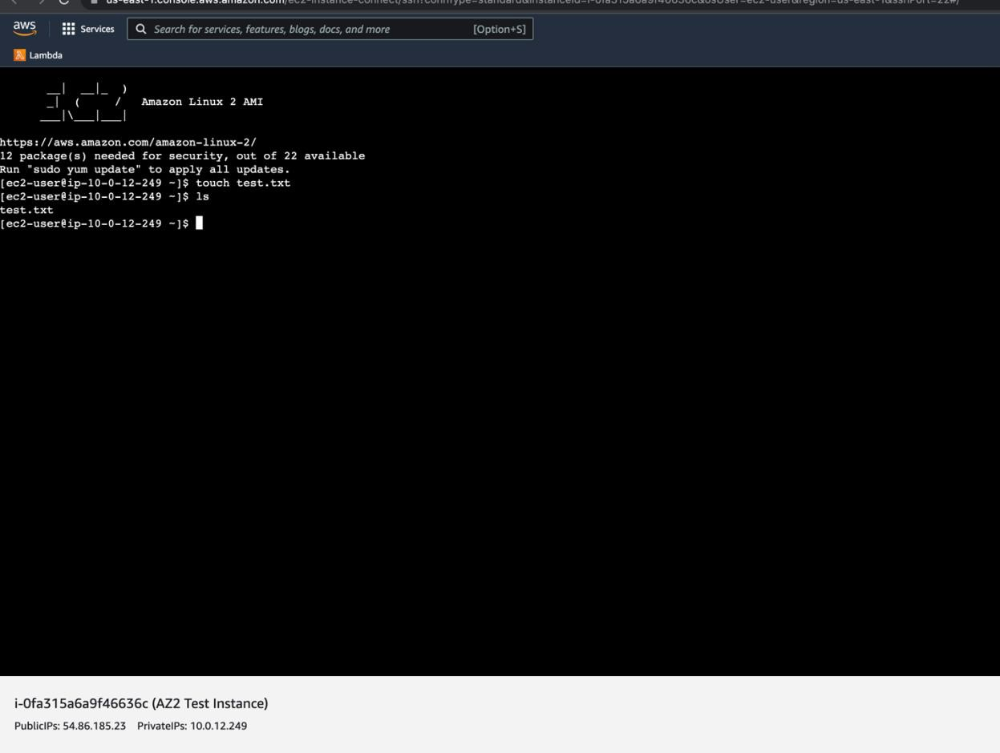 us-east-1.console.aws.amazon.com/ec2-instance-connect/ssh?connType=standard&instanceId=i-0fa315a6a9f46636c&osUser=ec2-user&region=us-east-1&sshPort=22#/
aws Services Search for services, features, blogs, docs, and more [Option+S]
Lambda
__|  __|_  )
_|  (     /   Amazon Linux 2 AMI
___|\___|___|
https://aws.amazon.com/amazon-linux-2/
12 package(s) needed for security, out of 22 available
Run "sudo yum update" to apply all updates.
[ec2-user@ip-10-0-12-249 ~]$ touch test.txt
[ec2-user@ip-10-0-12-249 ~]$ ls
test.txt
[ec2-user@ip-10-0-12-249 ~]$
i-0fa315a6a9f46636c (AZ2 Test Instance)
PublicIPs: 54.86.185.23 PrivateIPs: 10.0.12.249